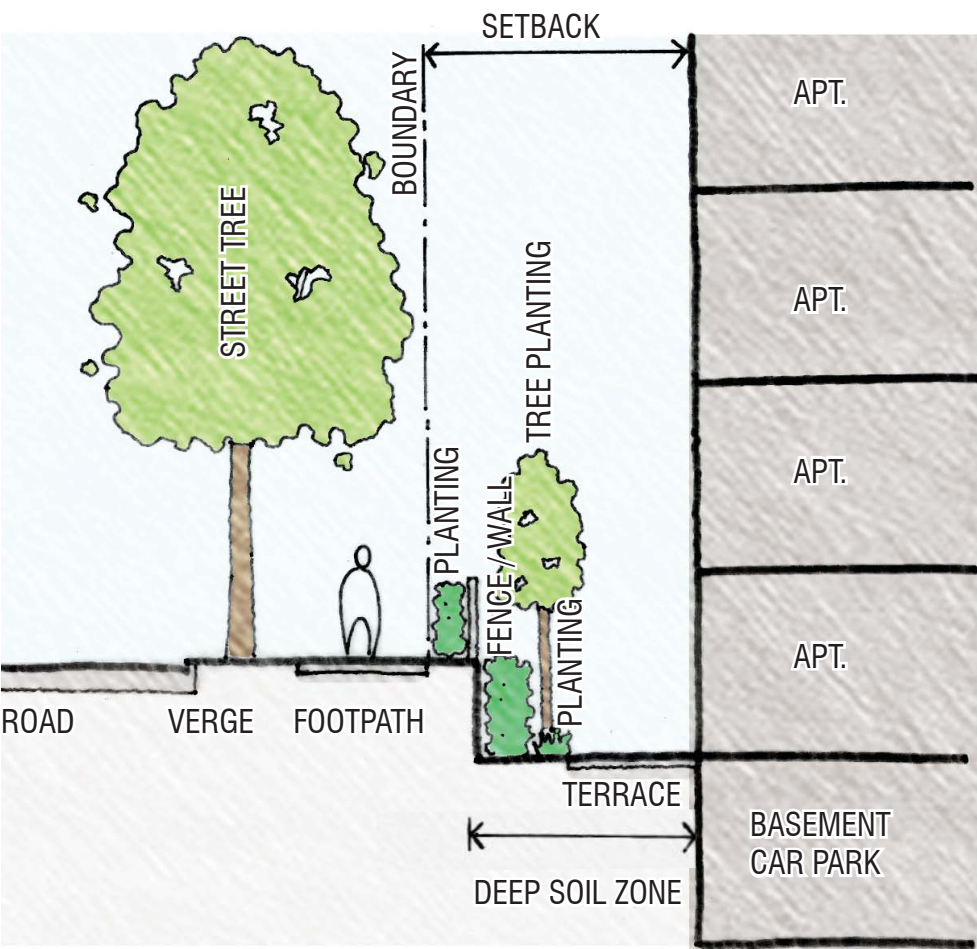 SETBACK
BOUNDARY
APT.
STREET TREE
TREE PLANTING
APT.
PLANTING
FENCE / WALL
APT.
PLANTING
APT.
ROAD
VERGE
FOOTPATH
TERRACE
DEEP SOIL ZONE
BASEMENT
CAR PARK